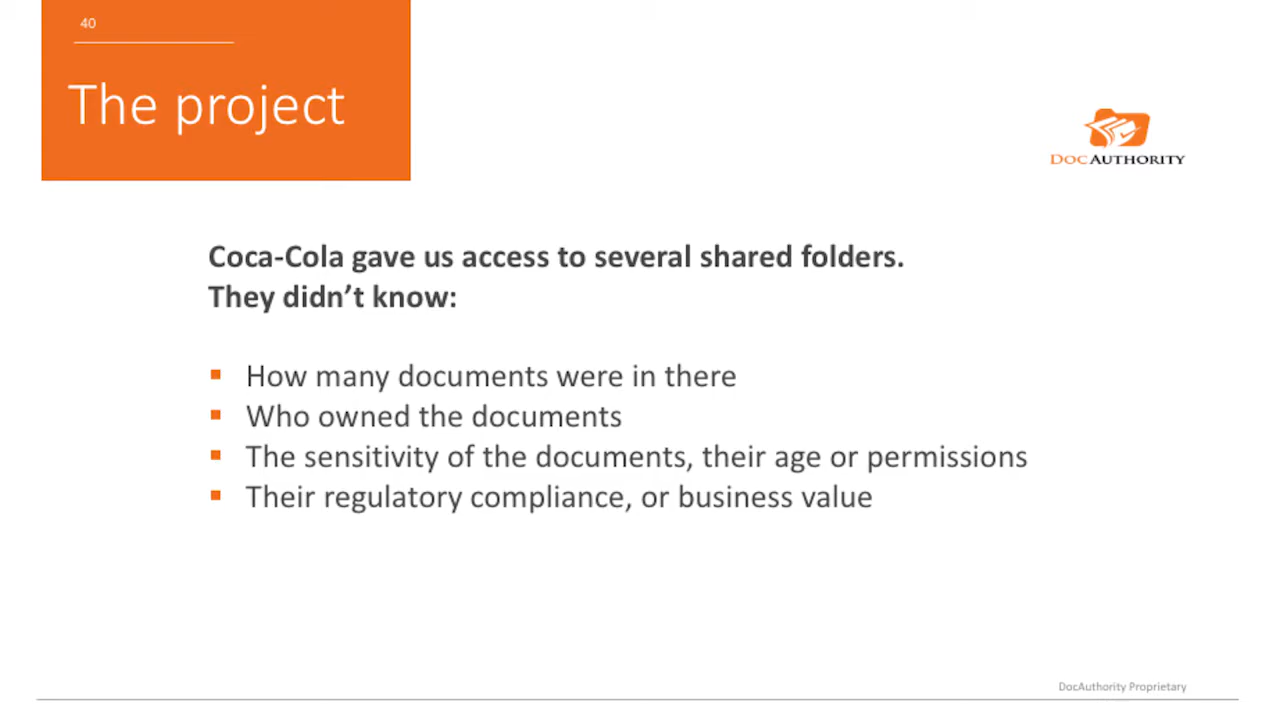 40
The project
DOCAUTHORITY
Coca-Cola gave us access to several shared folders.
They didn’t know:
▪ How many documents were in there
▪ Who owned the documents
▪ The sensitivity of the documents, their age or permissions
▪ Their regulatory compliance, or business value
DocAuthority Proprietary